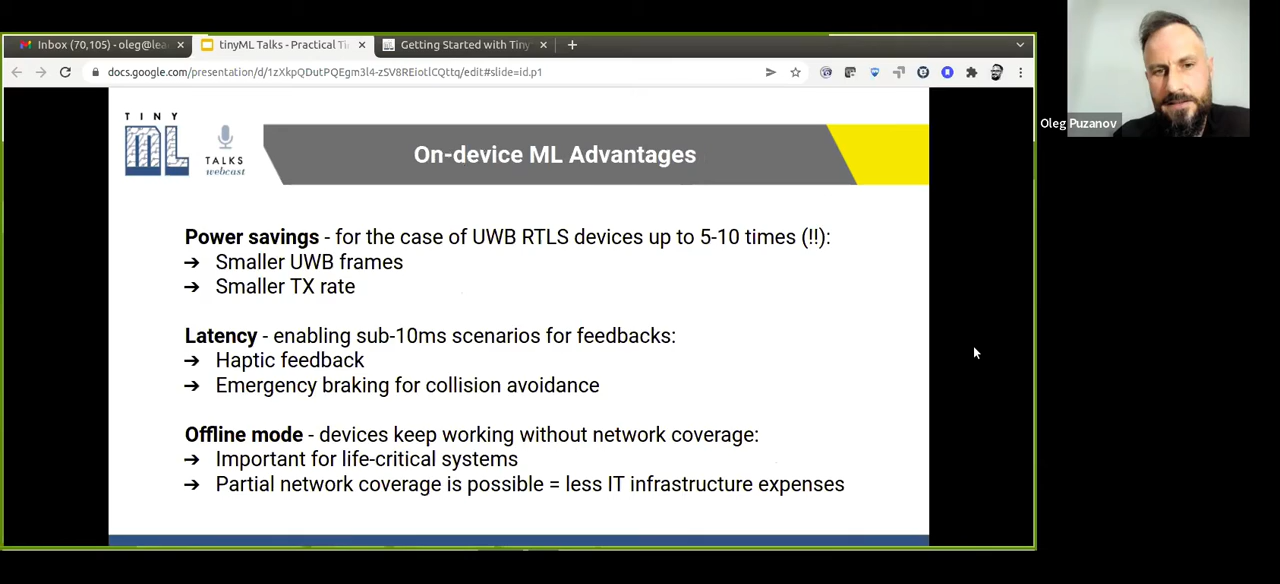 Inbox (70,105) - oleg@lea
tinyML Talks - Practical Ti
Getting Started with Tiny
docs.google.com/presentation/d/1zXkpQDutPQEgm3l4-zSV8REiotlCQttq/edit#slide=id.p1
Oleg Puzanov
TINY
ML
TALKS
webcast
On-device ML Advantages
Power savings - for the case of UWB RTLS devices up to 5-10 times (!!):
➔ Smaller UWB frames
➔ Smaller TX rate
Latency - enabling sub-10ms scenarios for feedbacks:
➔ Haptic feedback
➔ Emergency braking for collision avoidance
Offline mode - devices keep working without network coverage:
➔ Important for life-critical systems
➔ Partial network coverage is possible = less IT infrastructure expenses